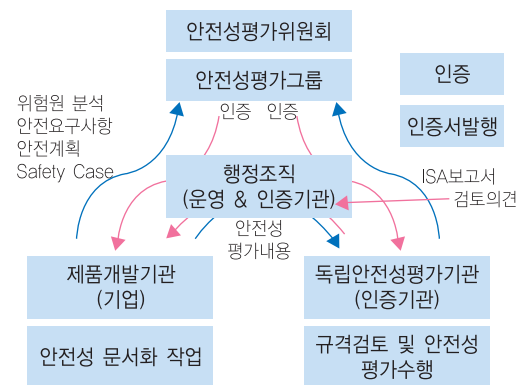 안전성평가위원회
안전성평가그룹
인증
인증서발행
위험원 분석
안전요구사항
안전계획
Safety Case
인증 인증
행정조직
(운영 & 인증기관)
ISA보고서
검토의견
안전성
평가내용
제품개발기관
(기업)
독립안전성평가기관
(인증기관)
안전성 문서화 작업
규격검토 및 안전성
평가수행